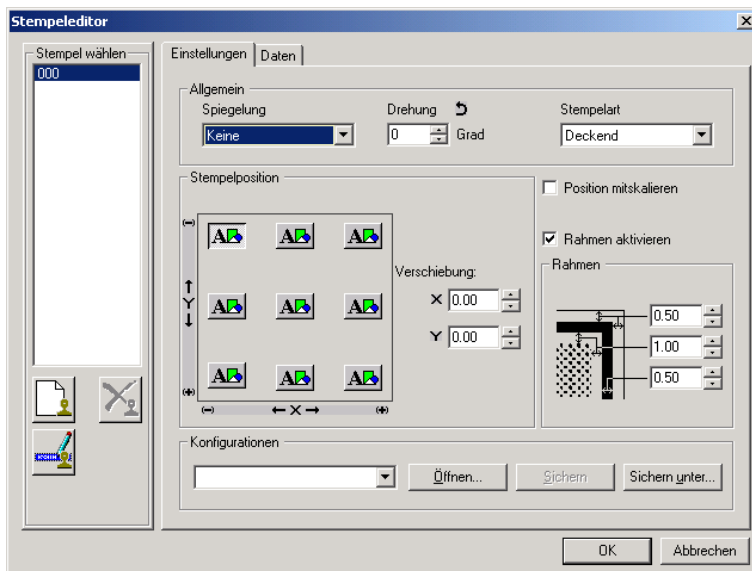 Stempeleditor
Stempel wählen
000
Einstellungen
Daten
Allgemein
Spiegelung
Keine
Drehung
0
Grad
Stempelart
Deckend
Stempelposition
(-)
Y
(+)
(-)
X
(+)
Verschiebung:
X 0.00
Y 0.00
Position mitskalieren
Rahmen aktivieren
Rahmen
0.50
1.00
0.50
Konfigurationen
Öffnen...
Sichern
Sichern unter...
OK
Abbrechen